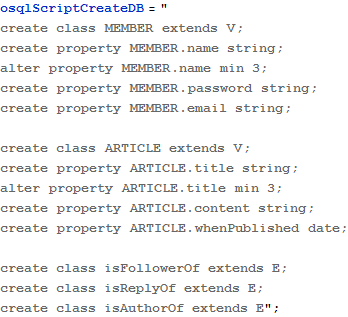 osqlScriptCreateDB = "
create class MEMBER extends V;
create property MEMBER.name string;
alter property MEMBER.name min 3;
create property MEMBER.password string;
create property MEMBER.email string;

create class ARTICLE extends V;
create property ARTICLE.title string;
alter property ARTICLE.title min 3;
create property ARTICLE.content string;
create property ARTICLE.whenPublished date;

create class isFollowerOf extends E;
create class isReplyOf extends E;
create class isAuthorOf extends E";